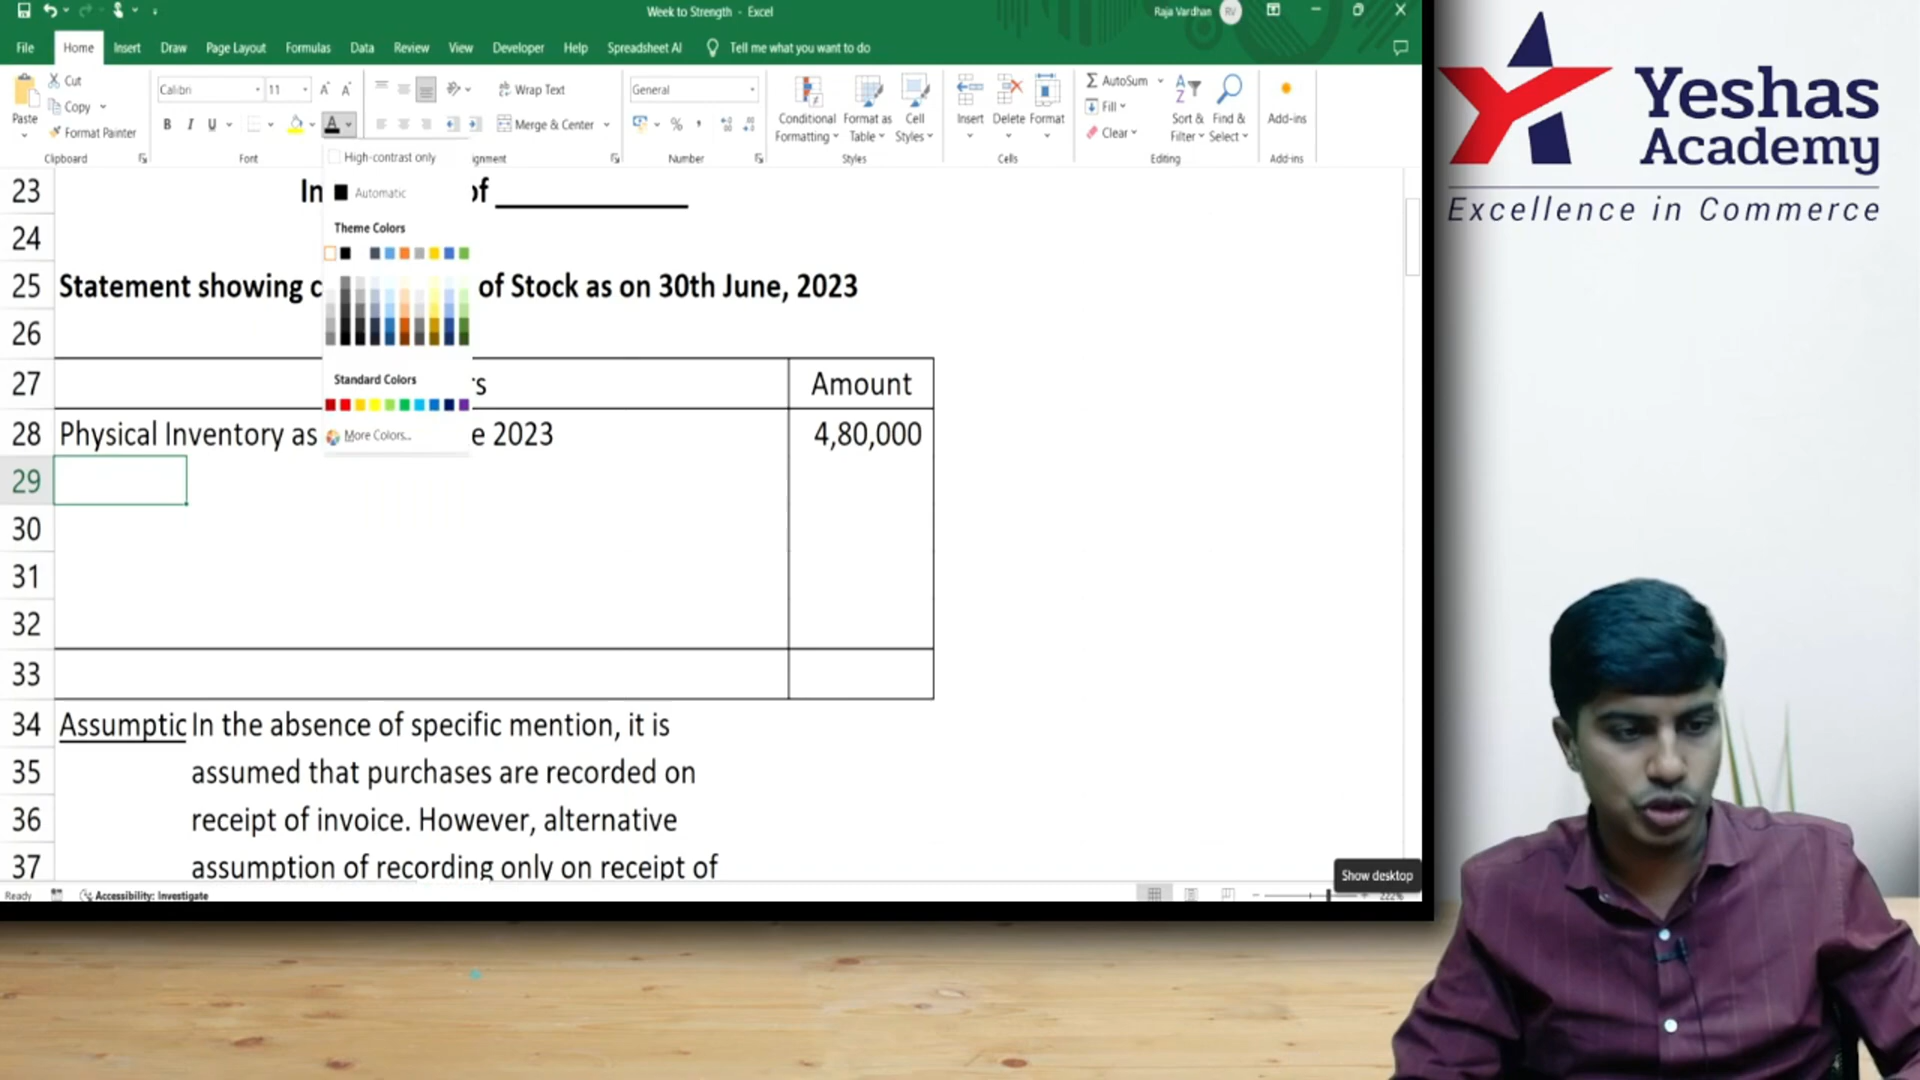 Week to Strength - Excel
Raja Vardhan RV
File Home Insert Draw Page Layout Formulas Data Review View Developer Help Spreadsheet AI Tell me what you want to do
Paste
Cut
Copy
Format Painter
Clipboard
Calibri 11
B I U
Font
Wrap Text
Merge & Center
gnment
General
Number
Conditional Formatting
Format as Table
Cell Styles
Styles
Insert Delete Format
Cells
AutoSum
Fill
Clear
Sort & Filter
Find & Select
Editing
Add-ins
Add-ins
High-contrast only
Automatic
Theme Colors
Standard Colors
More Colors...
23 In f
24
25 Statement showing c of Stock as on 30th June, 2023
26
27 s Amount
28 Physical Inventory as e 2023 4,80,000
29
30
31
32
33
34 Assumptic In the absence of specific mention, it is
35 assumed that purchases are recorded on
36 receipt of invoice. However, alternative
37 assumption of recording only on receipt of
Show desktop
Ready Accessibility: Investigate 222%
Yeshas
Academy
Excellence in Commerce